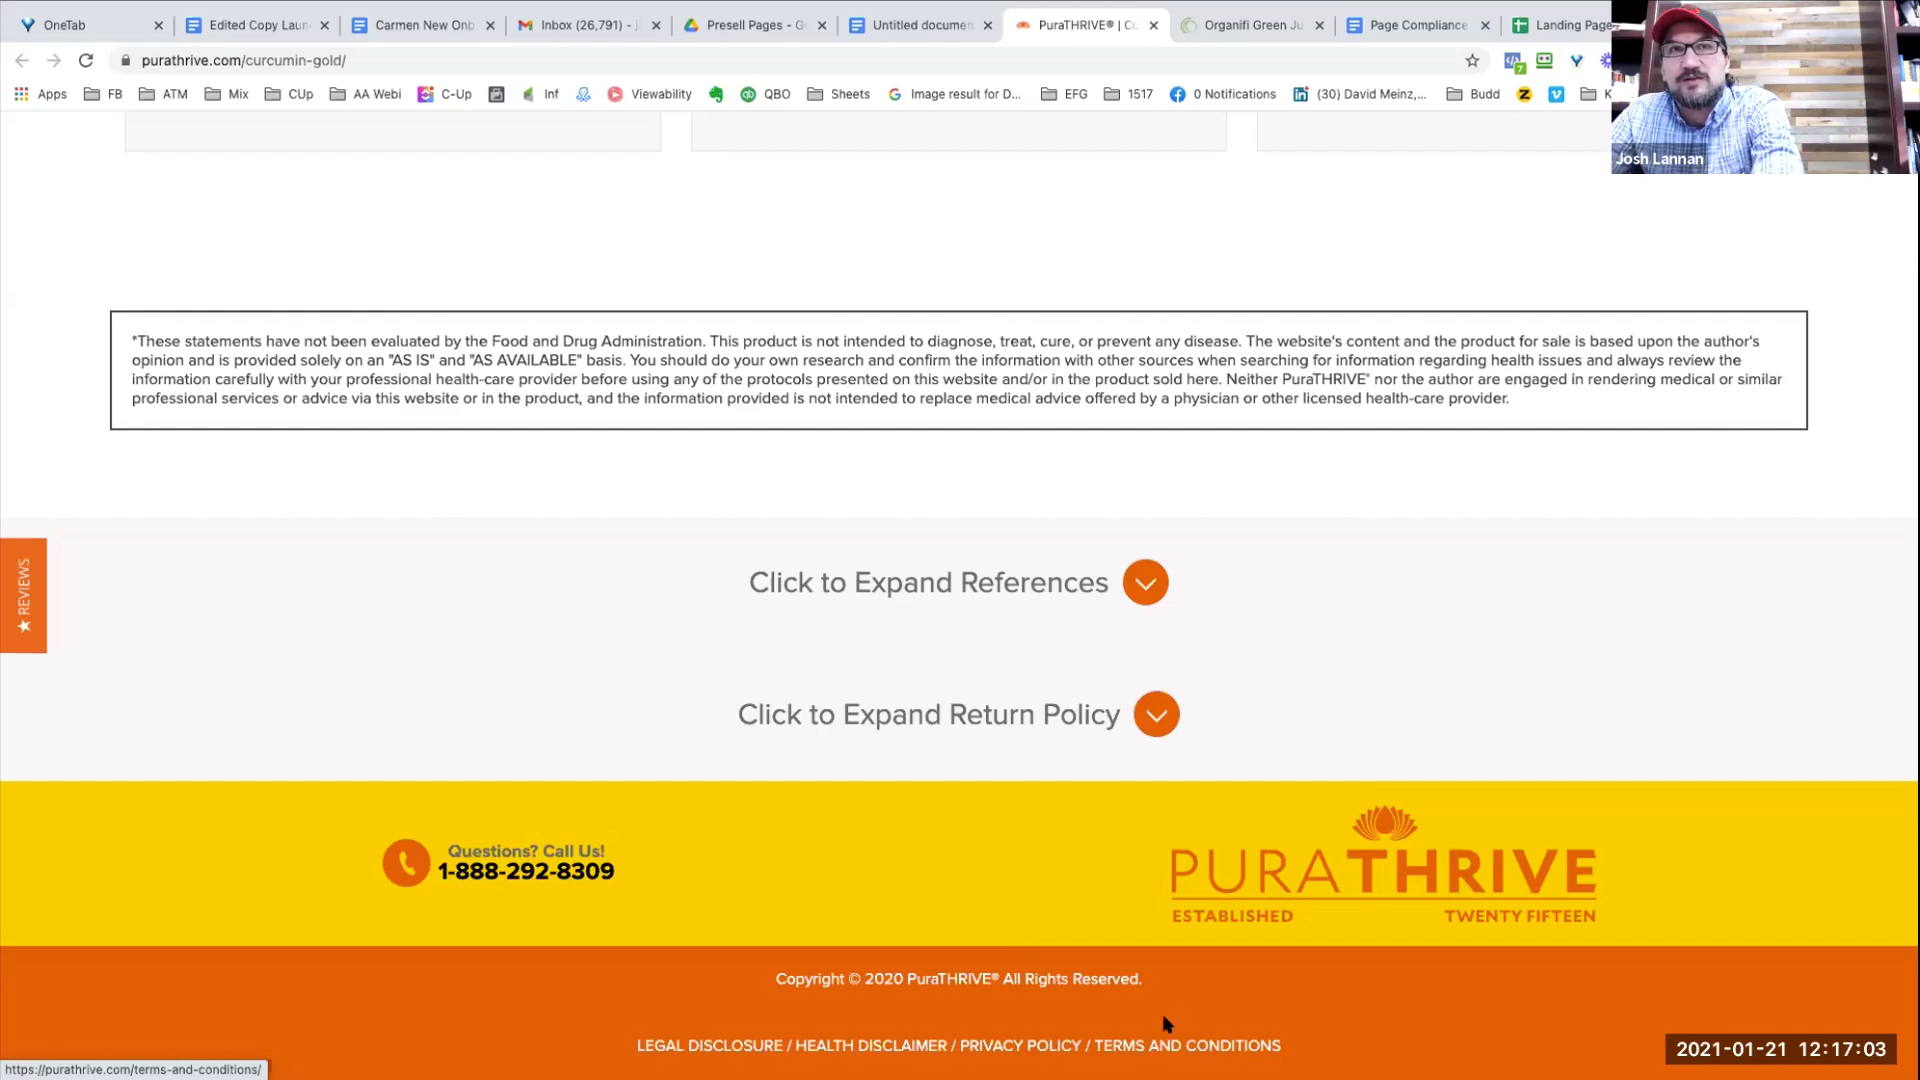 OneTab
Edited Copy Laun
Carmen New Onb
Inbox (26,791) - j
Presell Pages - Go
Untitled documen
PuraTHRIVE® | Cu
Organifi Green Ju
Page Compliance
Landing Page
purathrive.com/curcumin-gold/
7
Apps
FB
ATM
Mix
CUp
AA Webi
C-Up
Inf
Viewability
QBO
Sheets
Image result for D...
EFG
1517
0 Notifications
(30) David Meinz,...
Budd
K
Josh Lannan
*These statements have not been evaluated by the Food and Drug Administration. This product is not intended to diagnose, treat, cure, or prevent any disease. The website's content and the product for sale is based upon the author's
opinion and is provided solely on an "AS IS" and "AS AVAILABLE" basis. You should do your own research and confirm the information with other sources when searching for information regarding health issues and always review the
information carefully with your professional health-care provider before using any of the protocols presented on this website and/or in the product sold here. Neither PuraTHRIVE® nor the author are engaged in rendering medical or similar
professional services or advice via this website or in the product, and the information provided is not intended to replace medical advice offered by a physician or other licensed health-care provider.
★ REVIEWS
Click to Expand References
Click to Expand Return Policy
Questions? Call Us!
1-888-292-8309
PURATHRIVE
ESTABLISHED TWENTY FIFTEEN
Copyright © 2020 PuraTHRIVE® All Rights Reserved.
LEGAL DISCLOSURE / HEALTH DISCLAIMER / PRIVACY POLICY / TERMS AND CONDITIONS
2021-01-21 12:17:03
https://purathrive.com/terms-and-conditions/